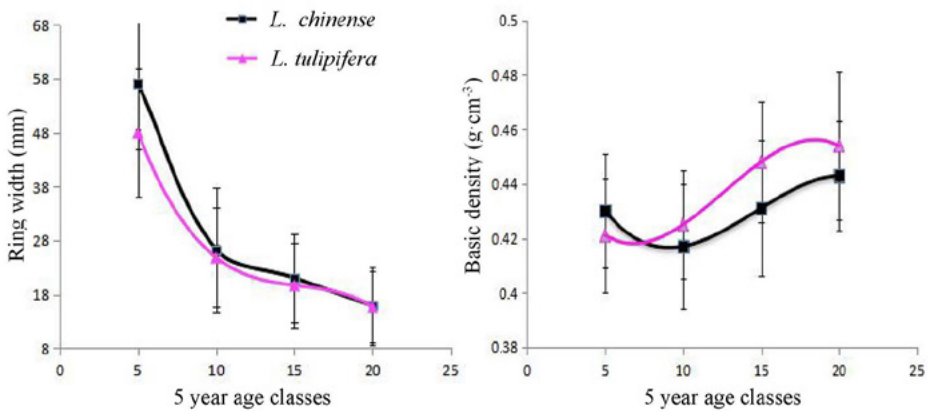 L. chinense
L. tulipifera
Ring width (mm)
68
58
48
38
28
18
8
0 5 10 15 20 25
5 year age classes
Basic density (g·cm⁻³)
0.5
0.48
0.46
0.44
0.42
0.4
0.38
0 5 10 15 20 25
5 year age classes